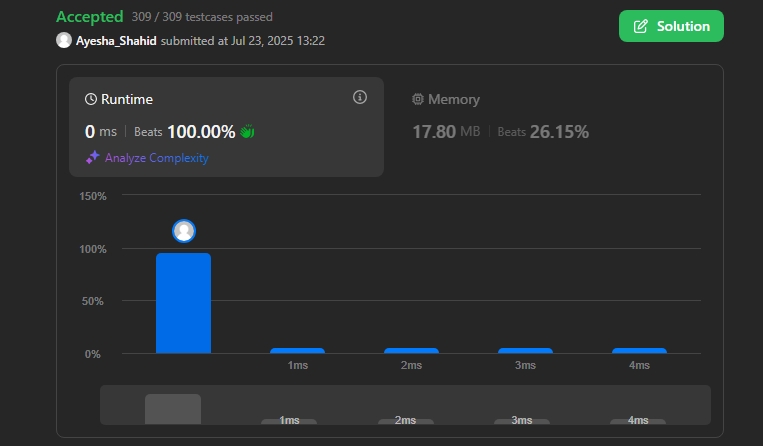 Accepted 309 / 309 testcases passed
Solution
Ayesha_Shahid submitted at Jul 23, 2025 13:22
Runtime
Memory
0 ms | Beats 100.00%
17.80 MB | Beats 26.15%
Analyze Complexity
150%
100%
50%
0%
1ms 2ms 3ms 4ms
1ms 2ms 3ms 4ms